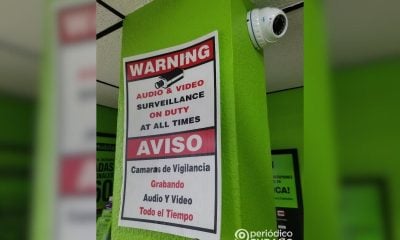 WARNING
AUDIO & VIDEO
SURVEILLANCE
ON DUTY
AT ALL TIMES
AVISO
Camaras de Vigilancia
Grabando
Audio Y Video
Todo el Tiempo
periódico